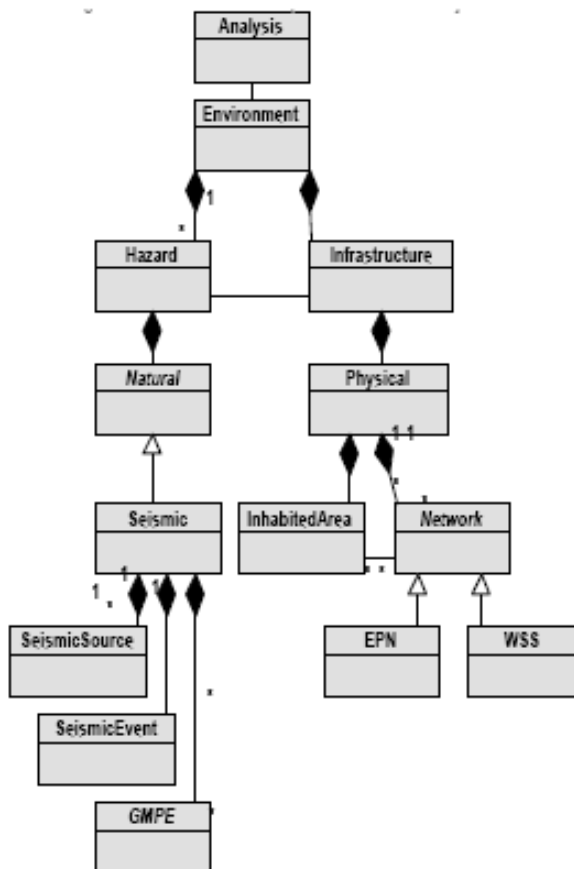 Analysis
Environment
1
*
Hazard
Infrastructure
Natural
Physical
1 1
*
*
Seismic
InhabitedArea
Network
* *
1
1
1
*
SeismicSource
EPN
WSS
*
SeismicEvent
GMPE
*